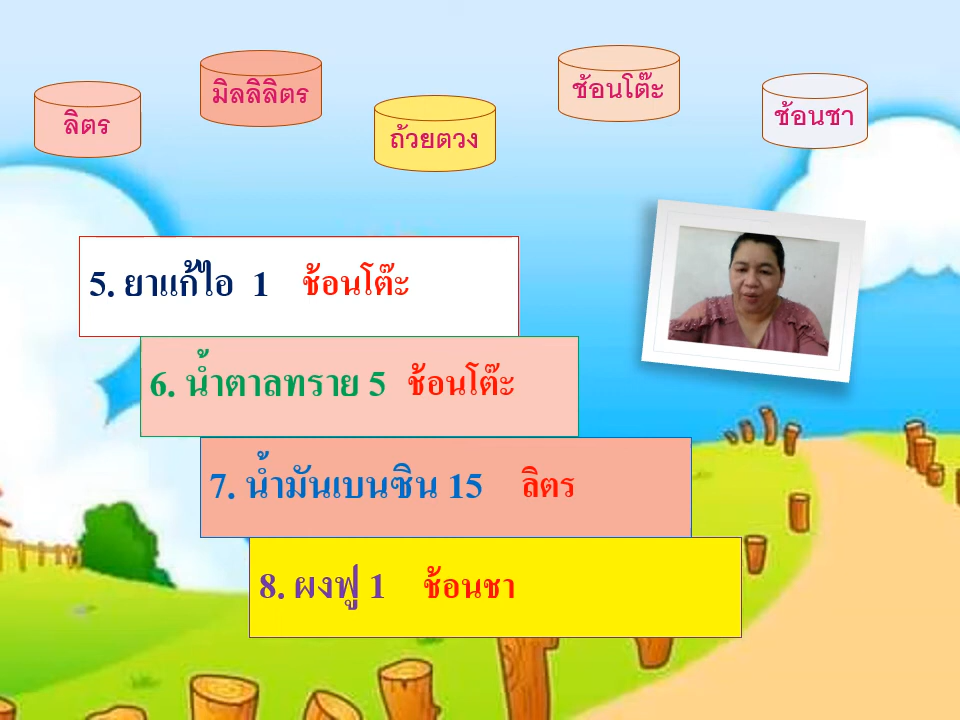 ลิตร
มิลลิลิตร
ถ้วยตวง
ช้อนโต๊ะ
ช้อนชา
5. ยาแก้ไอ 1 ช้อนโต๊ะ
6. น้ำตาลทราย 5 ช้อนโต๊ะ
7. น้ำมันเบนซิน 15 ลิตร
8. ผงฟู 1 ช้อนชา